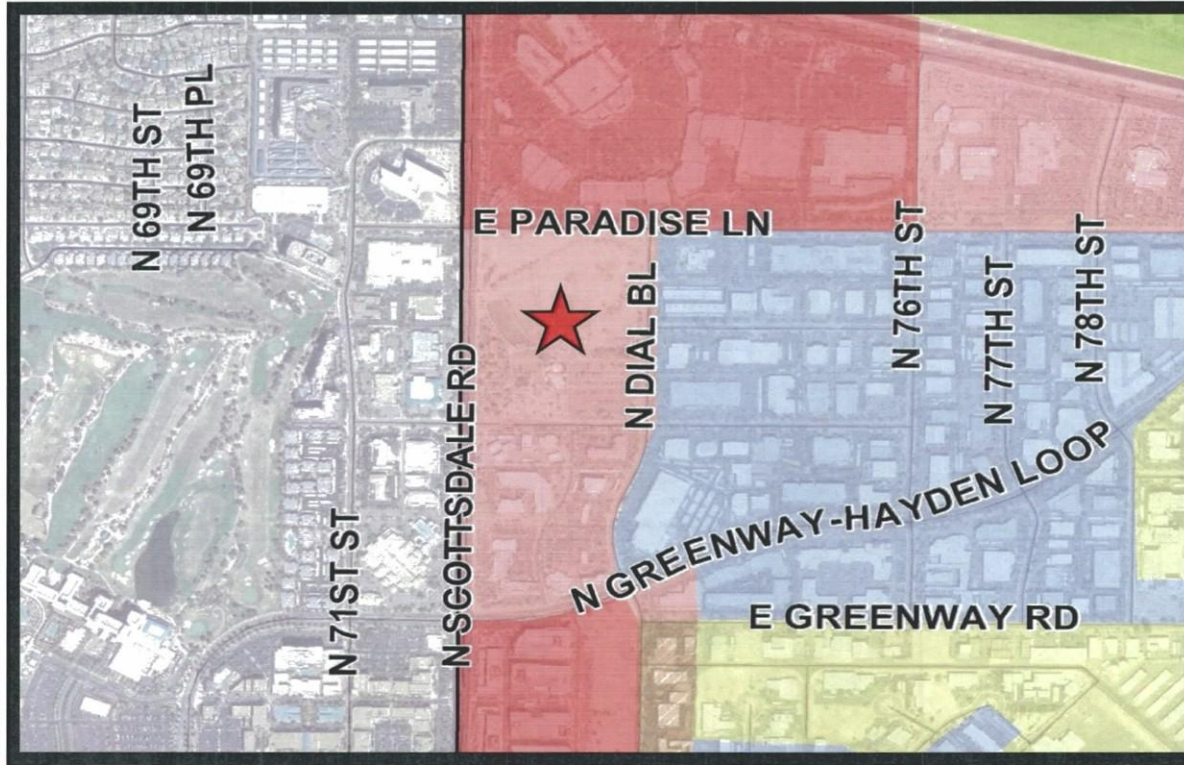 N 69TH ST
N 69TH PL
E PARADISE LN
N DIAL BL
N 76TH ST
N 77TH ST
N 78TH ST
N SCOTTSDALE RD
N GREENWAY-HAYDEN LOOP
N 71ST ST
E GREENWAY RD